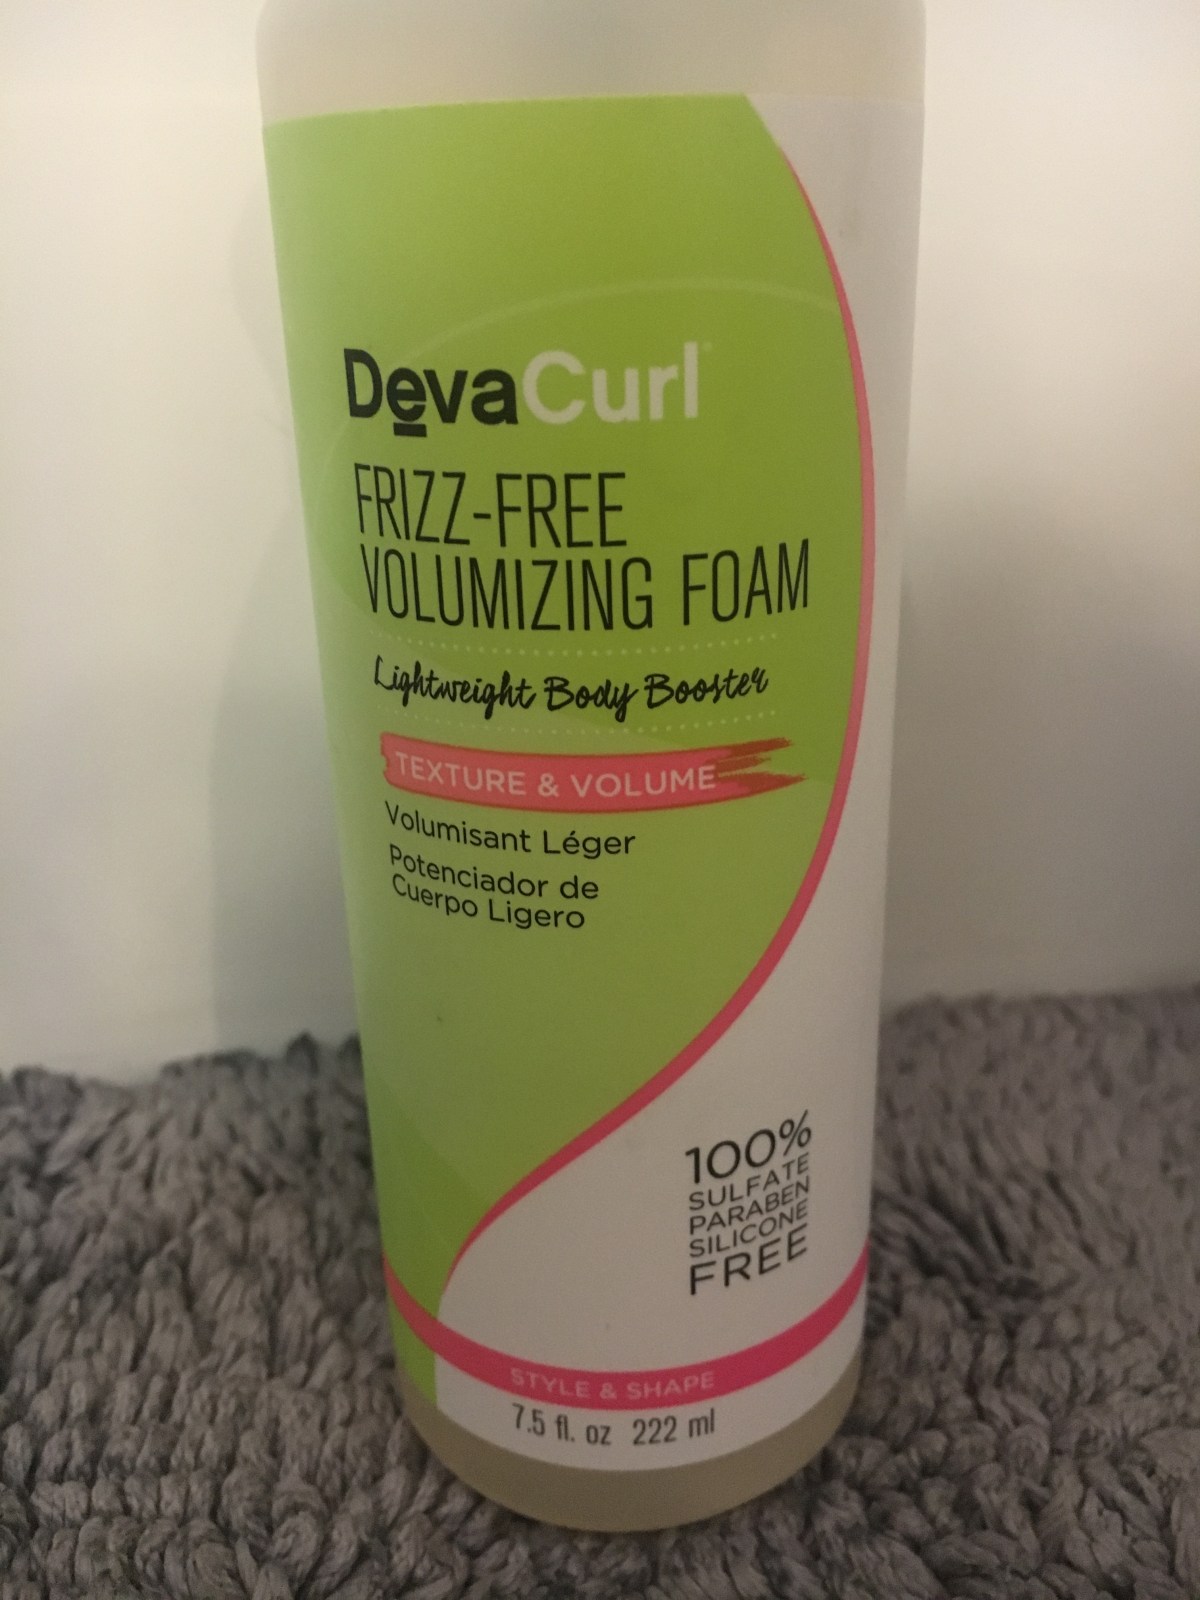 DevaCurl
FRIZZ-FREE
VOLUMIZING FOAM
Lightweight Body Booster
TEXTURE & VOLUME
Volumisant Léger
Potenciador de
Cuerpo Ligero
100%
SULFATE
PARABEN
SILICONE
FREE
STYLE & SHAPE
7.5 fl. oz 222 ml